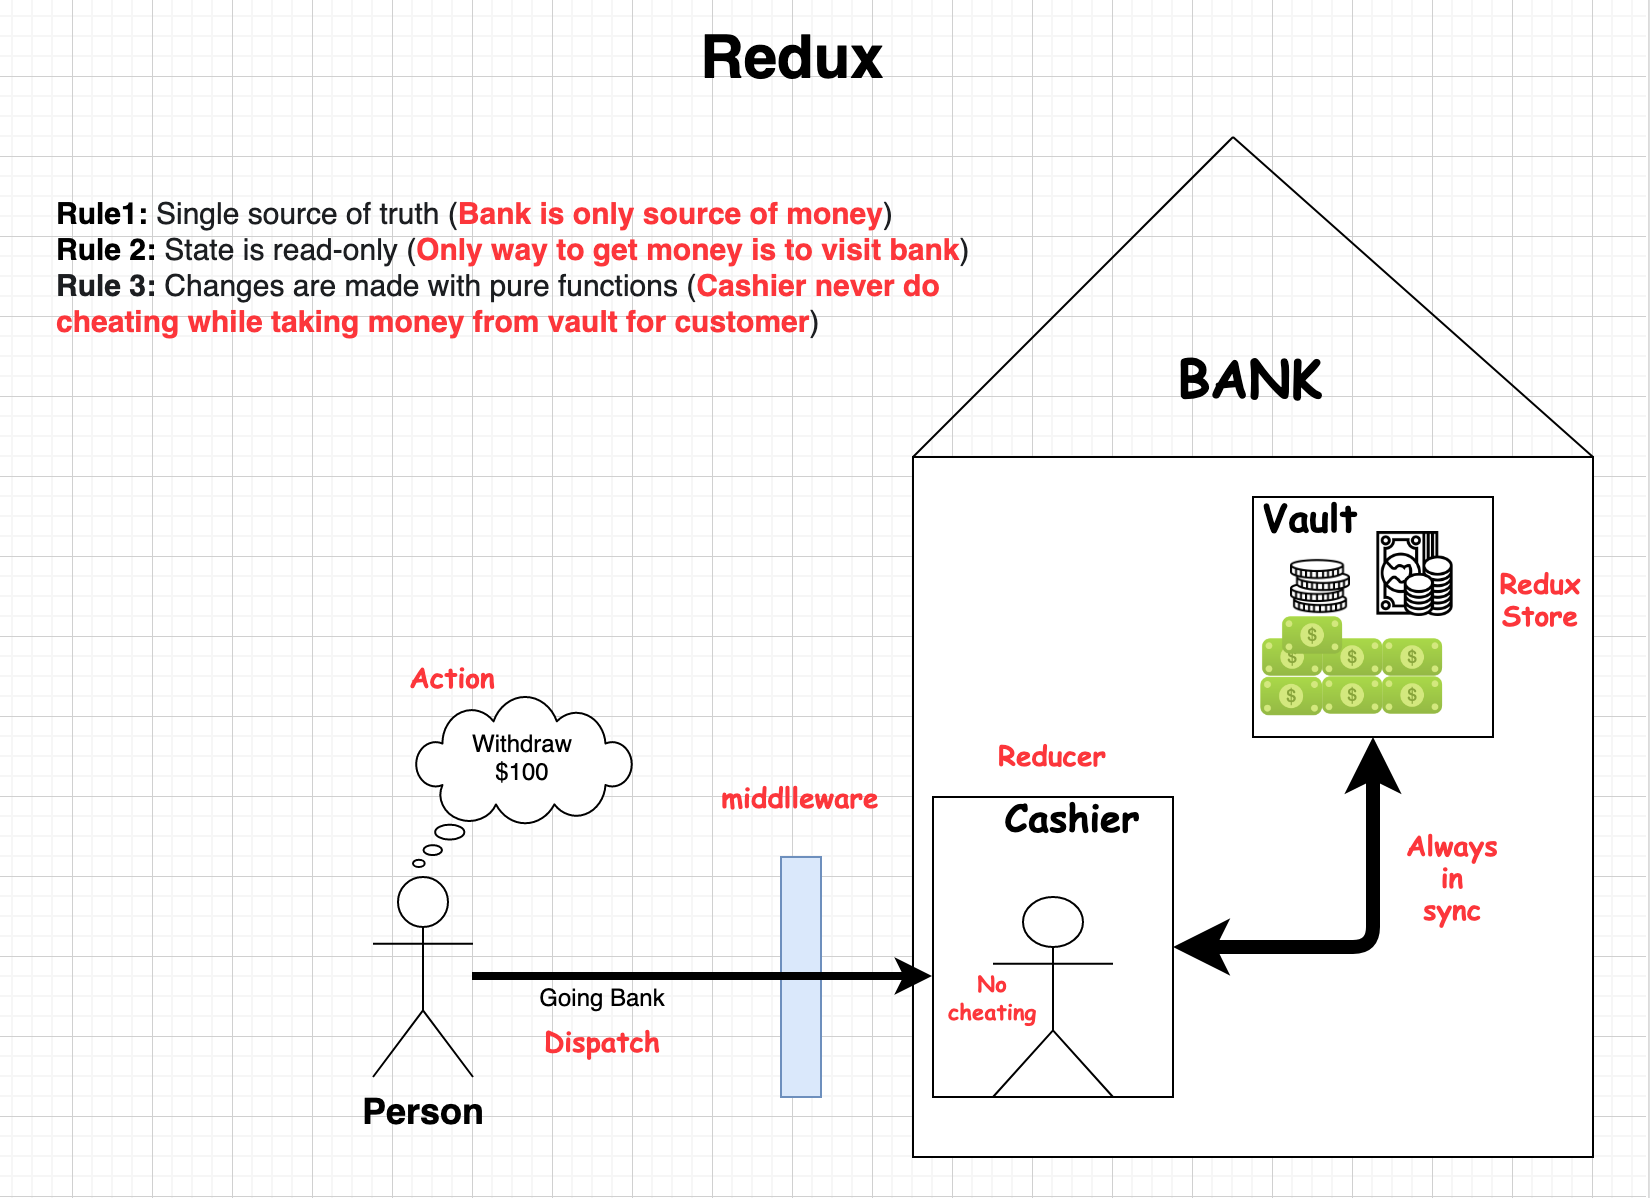 Redux
Rule1: Single source of truth (Bank is only source of money)
Rule 2: State is read-only (Only way to get money is to visit bank)
Rule 3: Changes are made with pure functions (Cashier never do
cheating while taking money from vault for customer)
BANK
Vault
Redux
Store
$
$ $ $
$ $ $
Action
Withdraw
$100
middlleware
Reducer
Cashier
Always
in
sync
No
cheating
Going Bank
Dispatch
Person